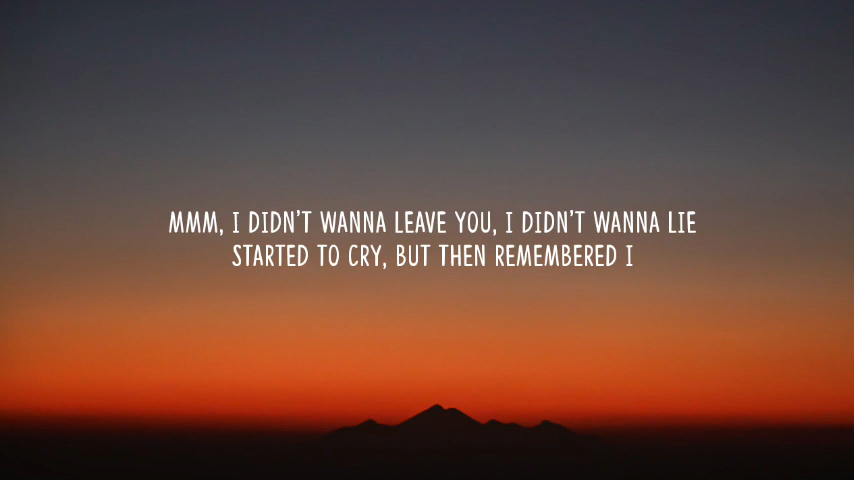 MMM, I DIDN'T WANNA LEAVE YOU, I DIDN'T WANNA LIE
STARTED TO CRY, BUT THEN REMEMBERED I